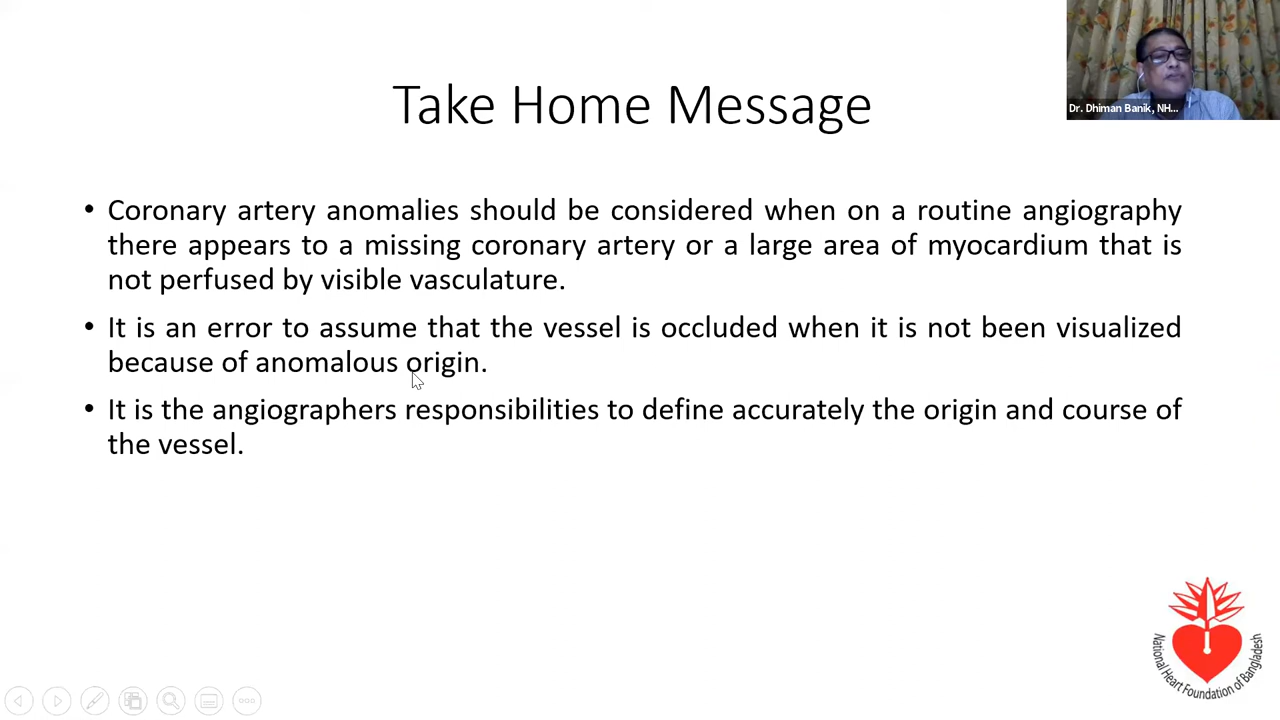 Dr. Dhiman Banik, NH...
Take Home Message
• Coronary artery anomalies should be considered when on a routine angiography
there appears to a missing coronary artery or a large area of myocardium that is
not perfused by visible vasculature.
• It is an error to assume that the vessel is occluded when it is not been visualized
because of anomalous origin.
• It is the angiographers responsibilities to define accurately the origin and course of
the vessel.
National Heart Foundation of Bangladesh